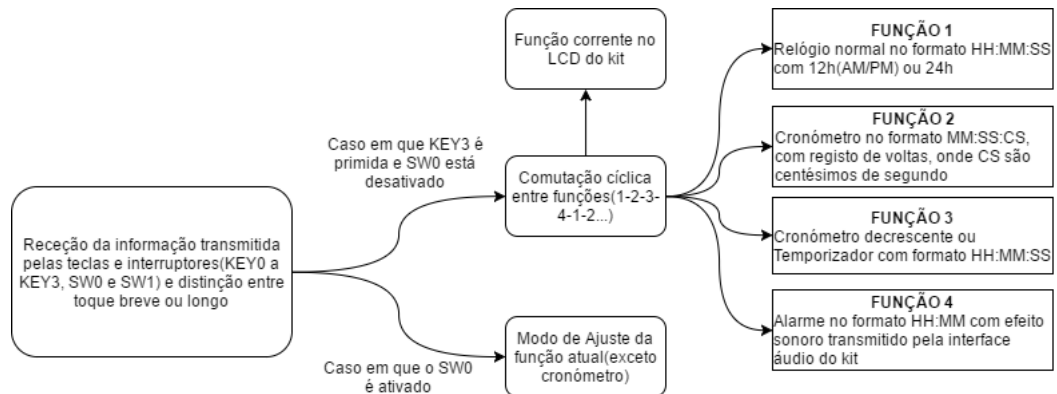 Receção da informação transmitida
pelas teclas e interruptores(KEY0 a
KEY3, SW0 e SW1) e distinção entre
toque breve ou longo
Caso em que KEY3 é
primida e SW0 está
desativado
Caso em que o SW0
é ativado
Função corrente no
LCD do kit
Comutação cíclica
entre funções(1-2-3-
4-1-2...)
Modo de Ajuste da
função atual(exceto
cronómetro)
FUNÇÃO 1
Relógio normal no formato HH:MM:SS
com 12h(AM/PM) ou 24h
FUNÇÃO 2
Cronómetro no formato MM:SS:CS,
com registo de voltas, onde CS são
centésimos de segundo
FUNÇÃO 3
Cronómetro decrescente ou
Temporizador com formato HH:MM:SS
FUNÇÃO 4
Alarme no formato HH:MM com efeito
sonoro transmitido pela interface
áudio do kit